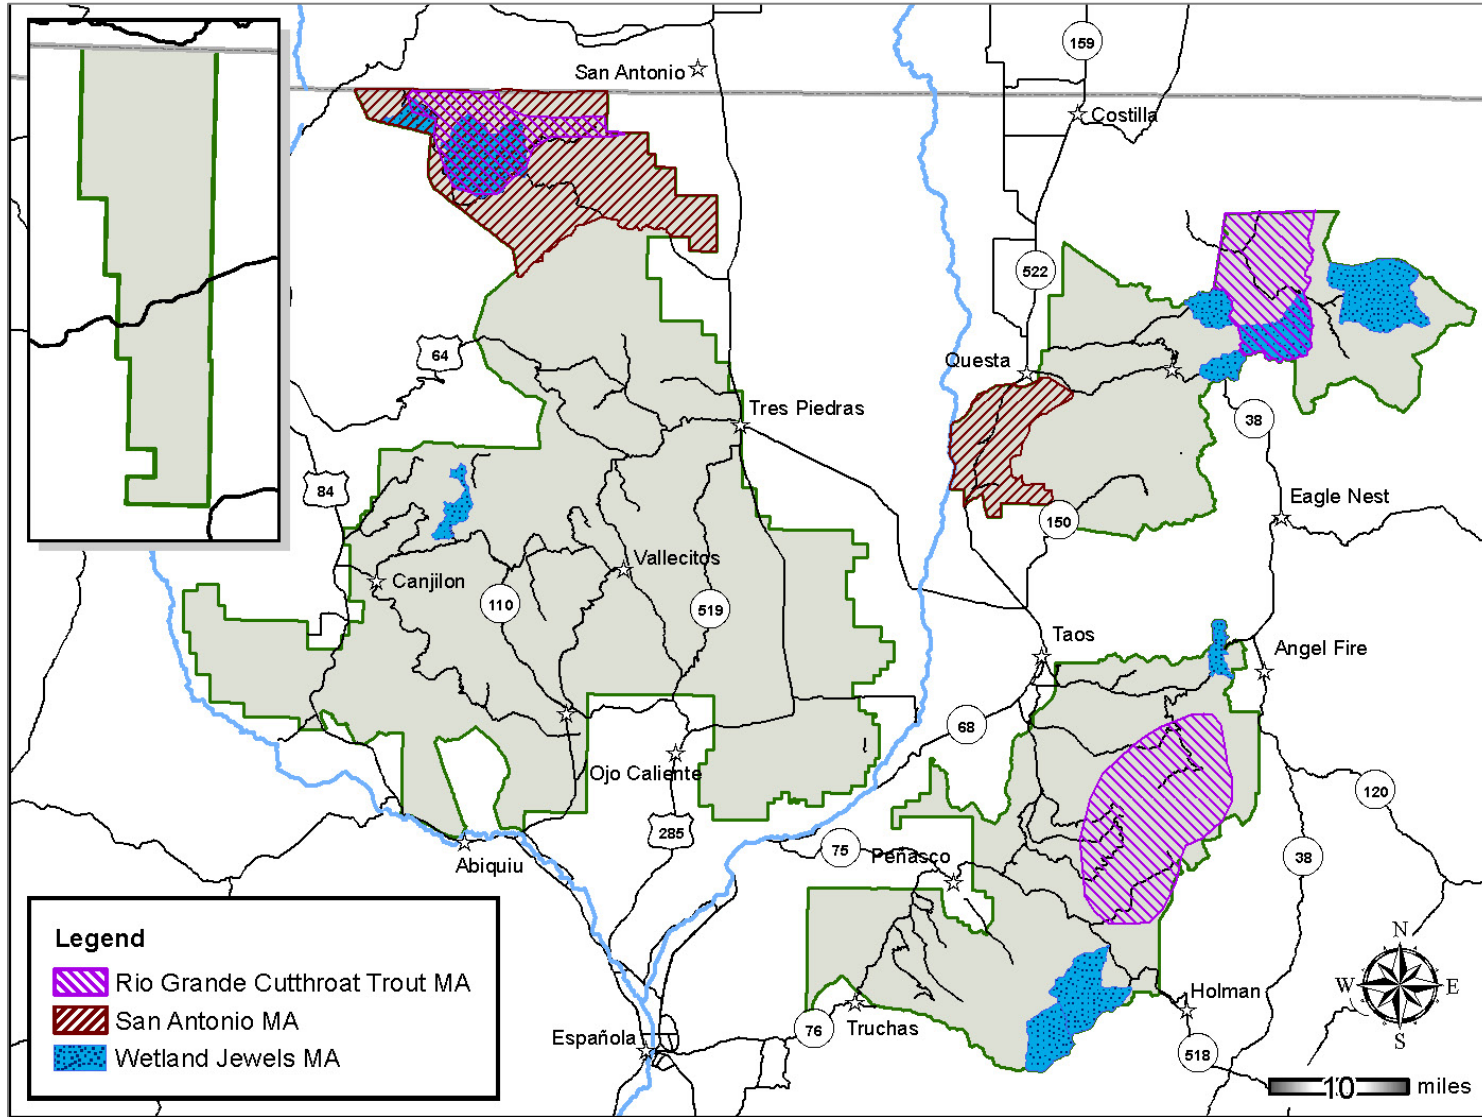 159
San Antonio
Costilla
522
64
Questa
Tres Piedras
38
84
Eagle Nest
150
Vallecitos
Canjilon
110
519
Taos
Angel Fire
68
Ojo Caliente
120
285
75
Peñasco
38
Abiquiu
Legend
Rio Grande Cutthroat Trout MA
San Antonio MA
Wetland Jewels MA
N
W E
S
Holman
Truchas
76
Española
518
10 miles